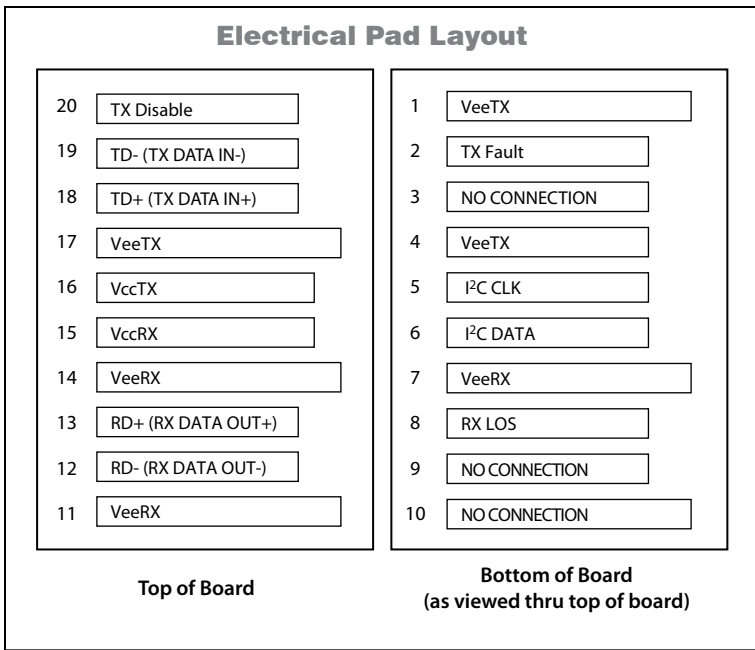 Electrical Pad Layout
20 TX Disable
19 TD- (TX DATA IN-)
18 TD+ (TX DATA IN+)
17 VeeTX
16 VccTX
15 VccRX
14 VeeRX
13 RD+ (RX DATA OUT+)
12 RD- (RX DATA OUT-)
11 VeeRX
Top of Board
1 VeeTX
2 TX Fault
3 NO CONNECTION
4 VeeTX
5 I²C CLK
6 I²C DATA
7 VeeRX
8 RX LOS
9 NO CONNECTION
10 NO CONNECTION
Bottom of Board
(as viewed thru top of board)